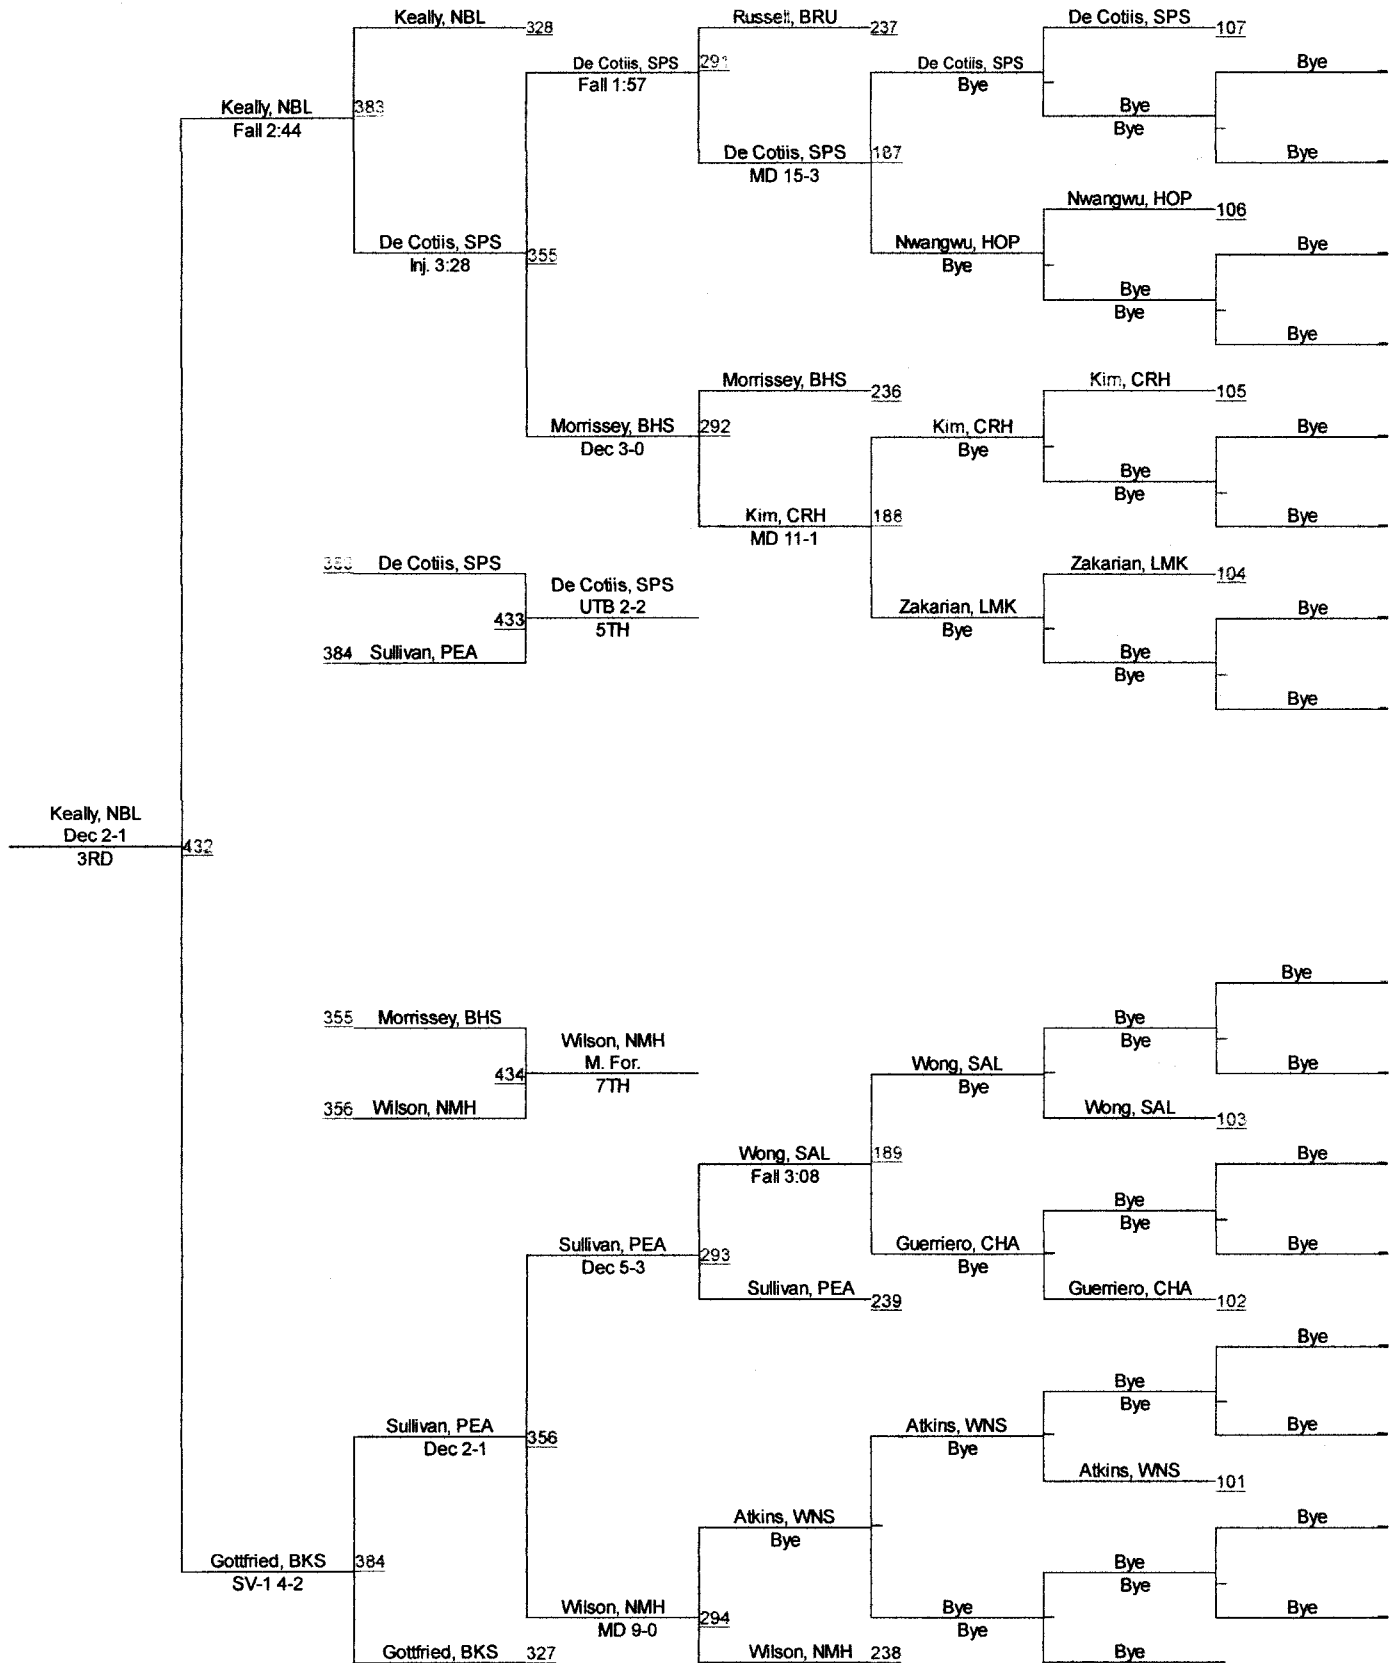 Keally, NBL
328
Russell, BRU
237
De Cotiis, SPS
107
De Cotiis, SPS
Fall 1:57
291
De Cotiis, SPS
Bye
Bye
Keally, NBL
Fall 2:44
383
Bye
Bye
De Cotiis, SPS
MD 15-3
187
Bye
Nwangwu, HOP
106
De Cotiis, SPS
Inj. 3:28
355
Nwangwu, HOP
Bye
Bye
Bye
Bye
Bye
Morrissey, BHS
236
Kim, CRH
105
Morrissey, BHS
Dec 3-0
292
Kim, CRH
Bye
Bye
Bye
Bye
Kim, CRH
MD 11-1
188
Bye
De Cotiis, SPS
Zakarian, LMK
104
De Cotiis, SPS
UTB 2-2
5TH
433
Zakarian, LMK
Bye
Bye
384
Sullivan, PEA
Bye
Bye
Bye
Keally, NBL
Dec 2-1
3RD
432
Bye
355
Morrissey, BHS
Bye
Bye
Wilson, NMH
M. For.
7TH
434
Wong, SAL
Bye
Bye
356
Wilson, NMH
Wong, SAL
103
Wong, SAL
Fall 3:08
189
Bye
Bye
Bye
Sullivan, PEA
Dec 5-3
293
Guerriero, CHA
Bye
Bye
Sullivan, PEA
239
Guerriero, CHA
102
Bye
Bye
Bye
Sullivan, PEA
Dec 2-1
356
Atkins, WNS
Bye
Bye
Atkins, WNS
101
Atkins, WNS
Bye
Bye
Gottfried, BKS
SV-1 4-2
384
Bye
Bye
Wilson, NMH
MD 9-0
294
Bye
Bye
Bye
Gottfried, BKS
327
Wilson, NMH
238
Bye